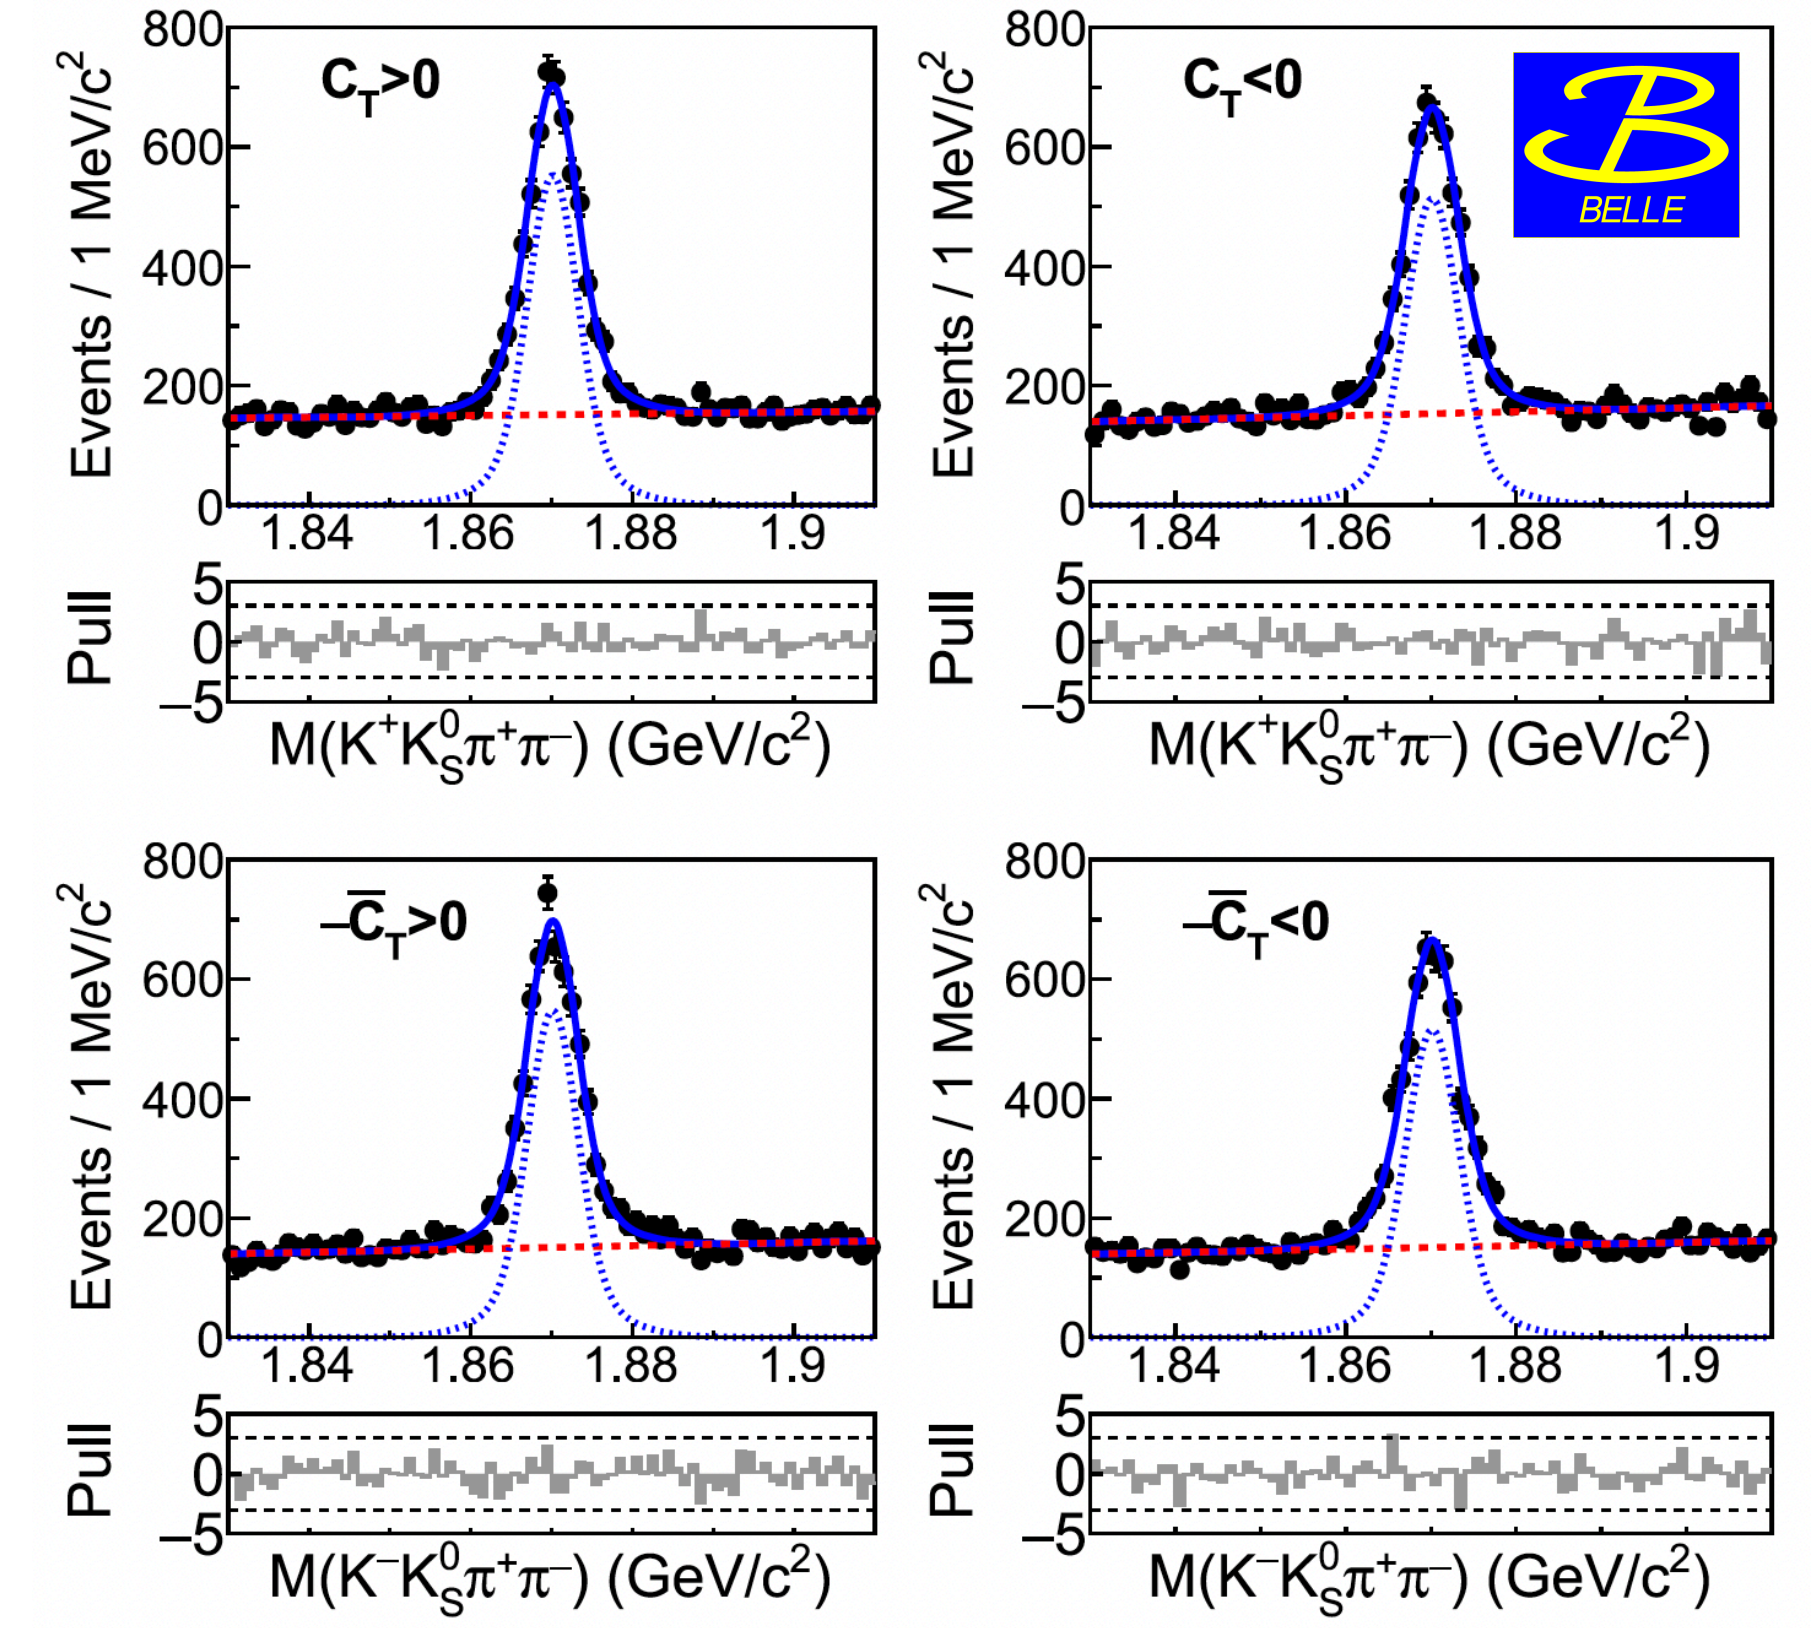 Events / 1 MeV/c²
800
600
400
200
0
C_T>0
1.84 1.86 1.88 1.9
Pull
5
0
–5
M(K⁺K⁰_Sπ⁺π⁻) (GeV/c²)
Events / 1 MeV/c²
800
600
400
200
0
C_T<0
BELLE
1.84 1.86 1.88 1.9
Pull
5
0
–5
M(K⁺K⁰_Sπ⁺π⁻) (GeV/c²)
Events / 1 MeV/c²
800
600
400
200
0
–C̅_T>0
1.84 1.86 1.88 1.9
Pull
5
0
–5
M(K⁻K⁰_Sπ⁺π⁻) (GeV/c²)
Events / 1 MeV/c²
800
600
400
200
0
–C̅_T<0
1.84 1.86 1.88 1.9
Pull
5
0
–5
M(K⁻K⁰_Sπ⁺π⁻) (GeV/c²)